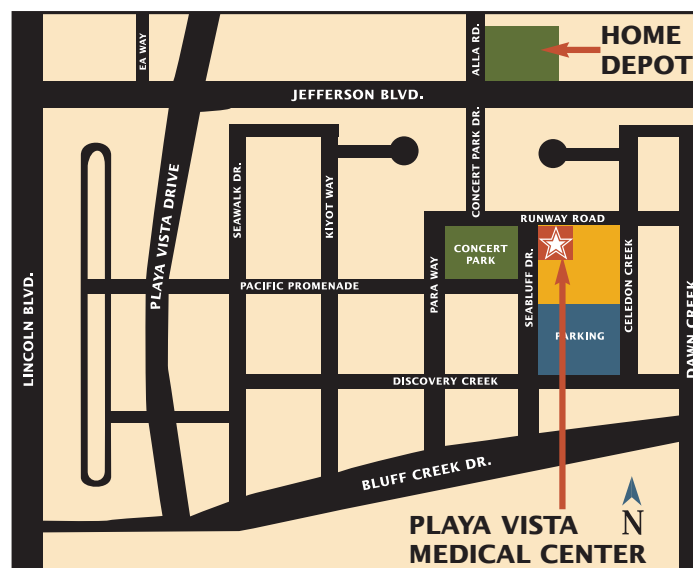 HOME
DEPOT
ALLA RD.
EA WAY
JEFFERSON BLVD.
CONCERT PARK DR.
PLAYA VISTA DRIVE
SEAWALK DR.
KIYOT WAY
RUNWAY ROAD
CONCERT
PARK
PARA WAY
SEABLUFF DR.
CELEDON CREEK
PACIFIC PROMENADE
LINCOLN BLVD.
PARKING
DAWN CREEK
DISCOVERY CREEK
BLUFF CREEK DR.
N
PLAYA VISTA
MEDICAL CENTER